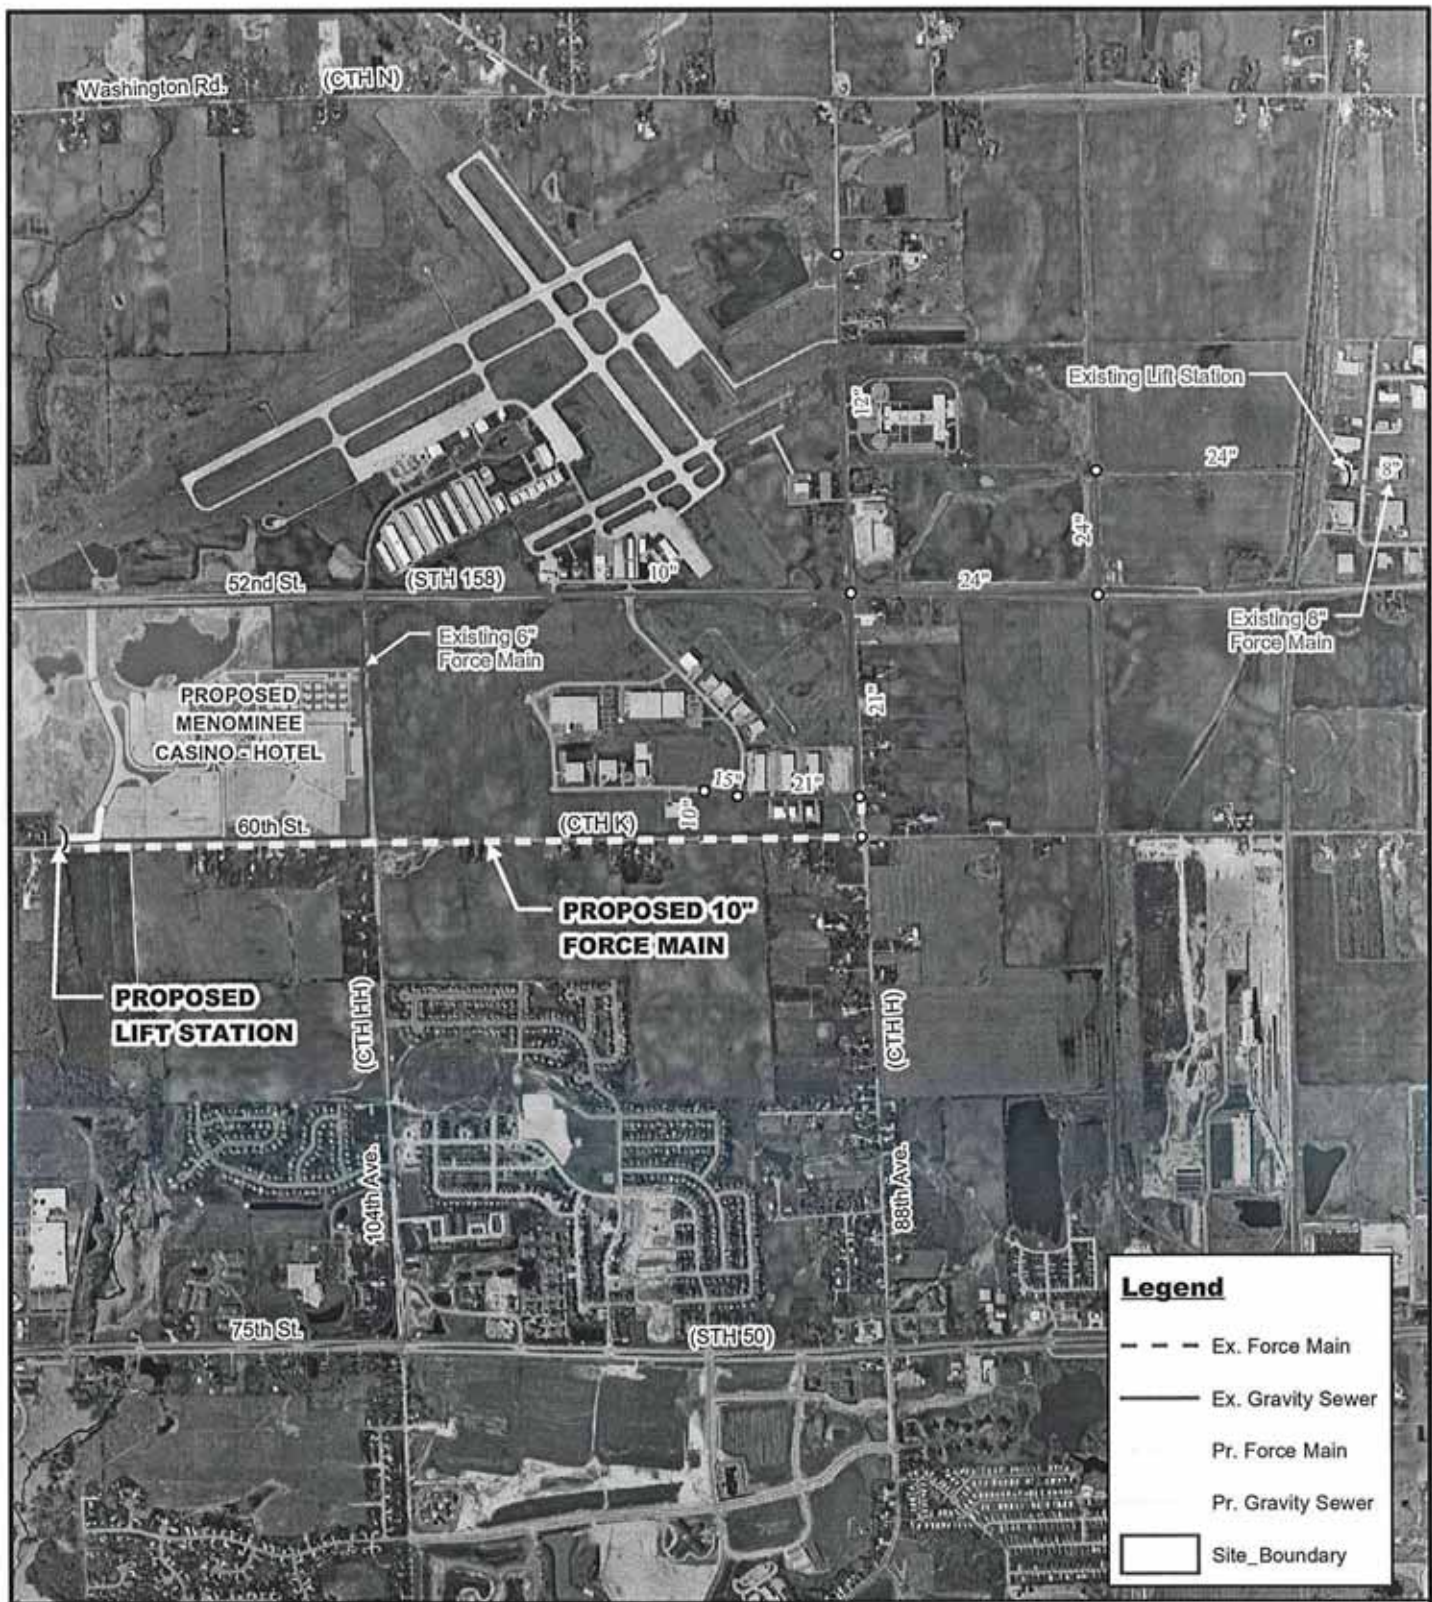 Washington Rd.
(CTH N)
Existing Lift Station
12"
24"
8"
24"
10"
52nd St.
(STH 158)
24"
Existing 6"
Force Main
Existing 8"
Force Main
PROPOSED
MENOMINEE
CASINO - HOTEL
21"
15"
21"
10"
60th St.
(CTH K)
PROPOSED 10"
FORCE MAIN
PROPOSED
LIFT STATION
(CTH HH)
(CTH H)
104th Ave.
88th Ave.
75th St.
(STH 50)
Legend
Ex. Force Main
Ex. Gravity Sewer
Pr. Force Main
Pr. Gravity Sewer
Site_Boundary